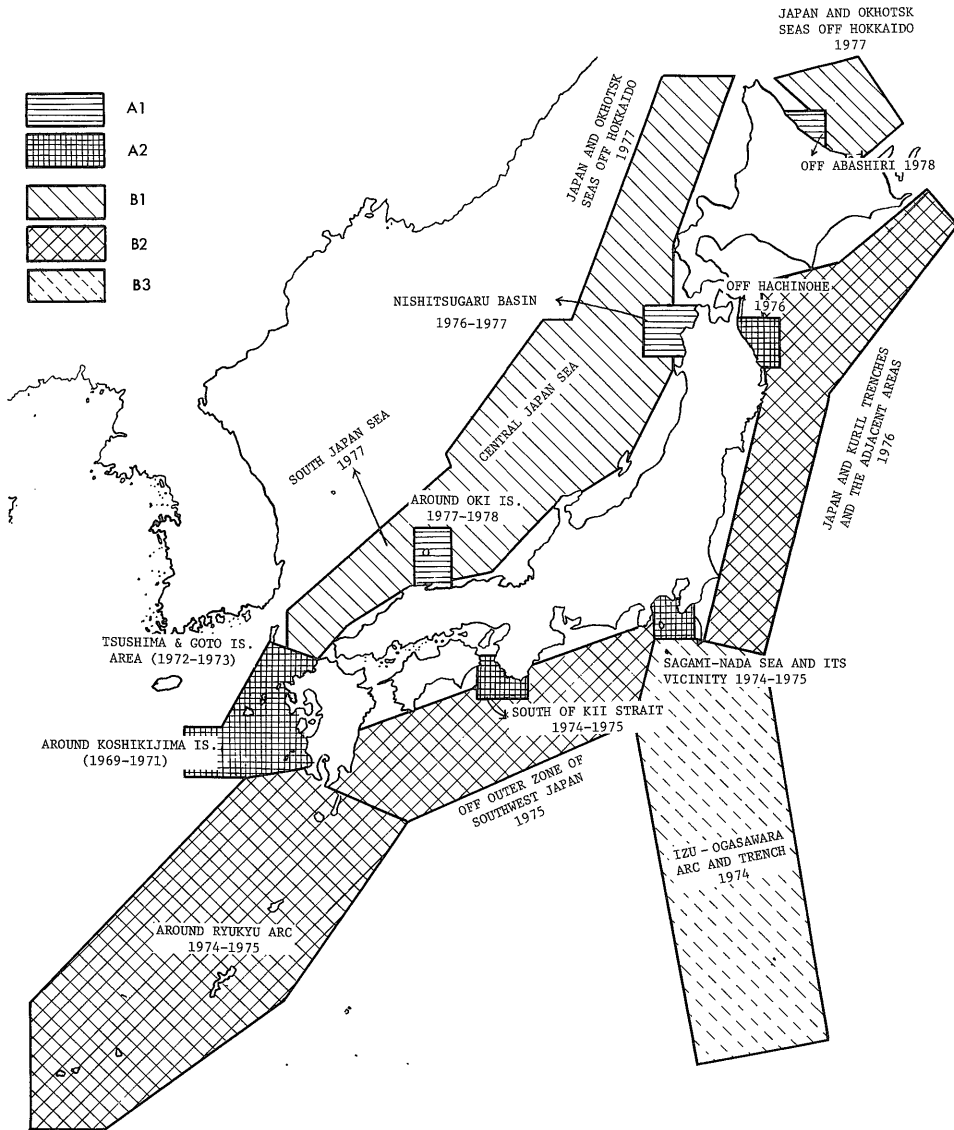 JAPAN AND OKHOTSK
SEAS OFF HOKKAIDO
1977
A1
A2
B1
B2
B3
JAPAN AND OKHOTSK
SEAS OFF HOKKAIDO
1977
OFF ABASHIRI 1978
OFF HACHINOHE
1976
NISHITSUGARU BASIN
1976-1977
CENTRAL JAPAN SEA
SOUTH JAPAN SEA
1977
JAPAN AND KURIL TRENCHES
AND THE ADJACENT AREAS
1976
AROUND OKI IS.
1977-1978
TSUSHIMA & GOTO IS.
AREA (1972-1973)
SAGAMI-NADA SEA AND ITS
VICINITY 1974-1975
SOUTH OF KII STRAIT
1974-1975
AROUND KOSHIKIJIMA IS.
(1969-1971)
OFF OUTER ZONE OF
SOUTHWEST JAPAN
1975
IZU - OGASAWARA
ARC AND TRENCH
1974
AROUND RYUKYU ARC
1974-1975